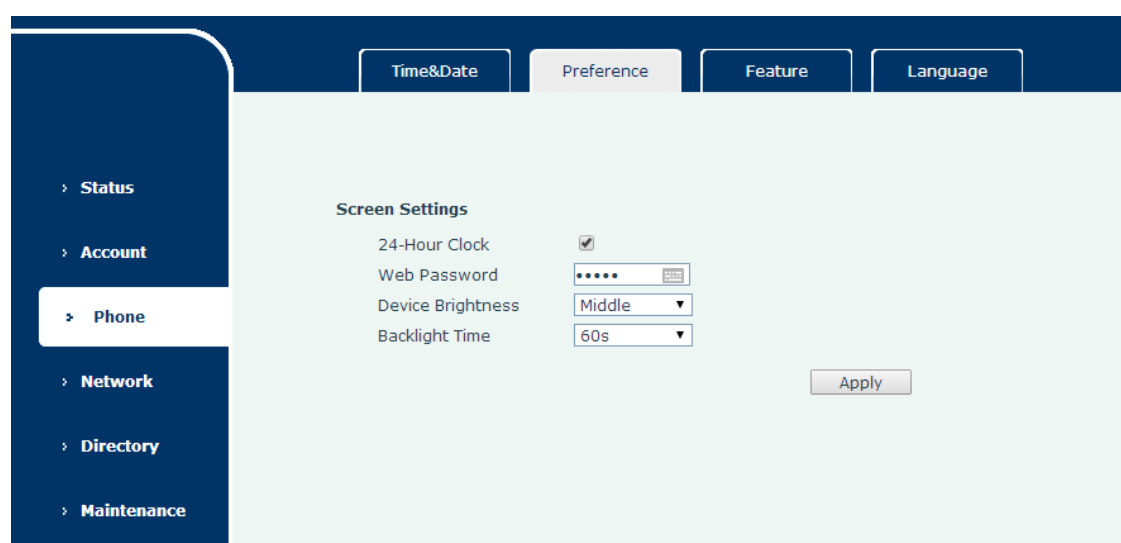 Time&Date Preference Feature Language
Status
Account
Phone
Network
Directory
Maintenance
Screen Settings
24-Hour Clock
Web Password •••••
Device Brightness Middle
Backlight Time 60s
Apply